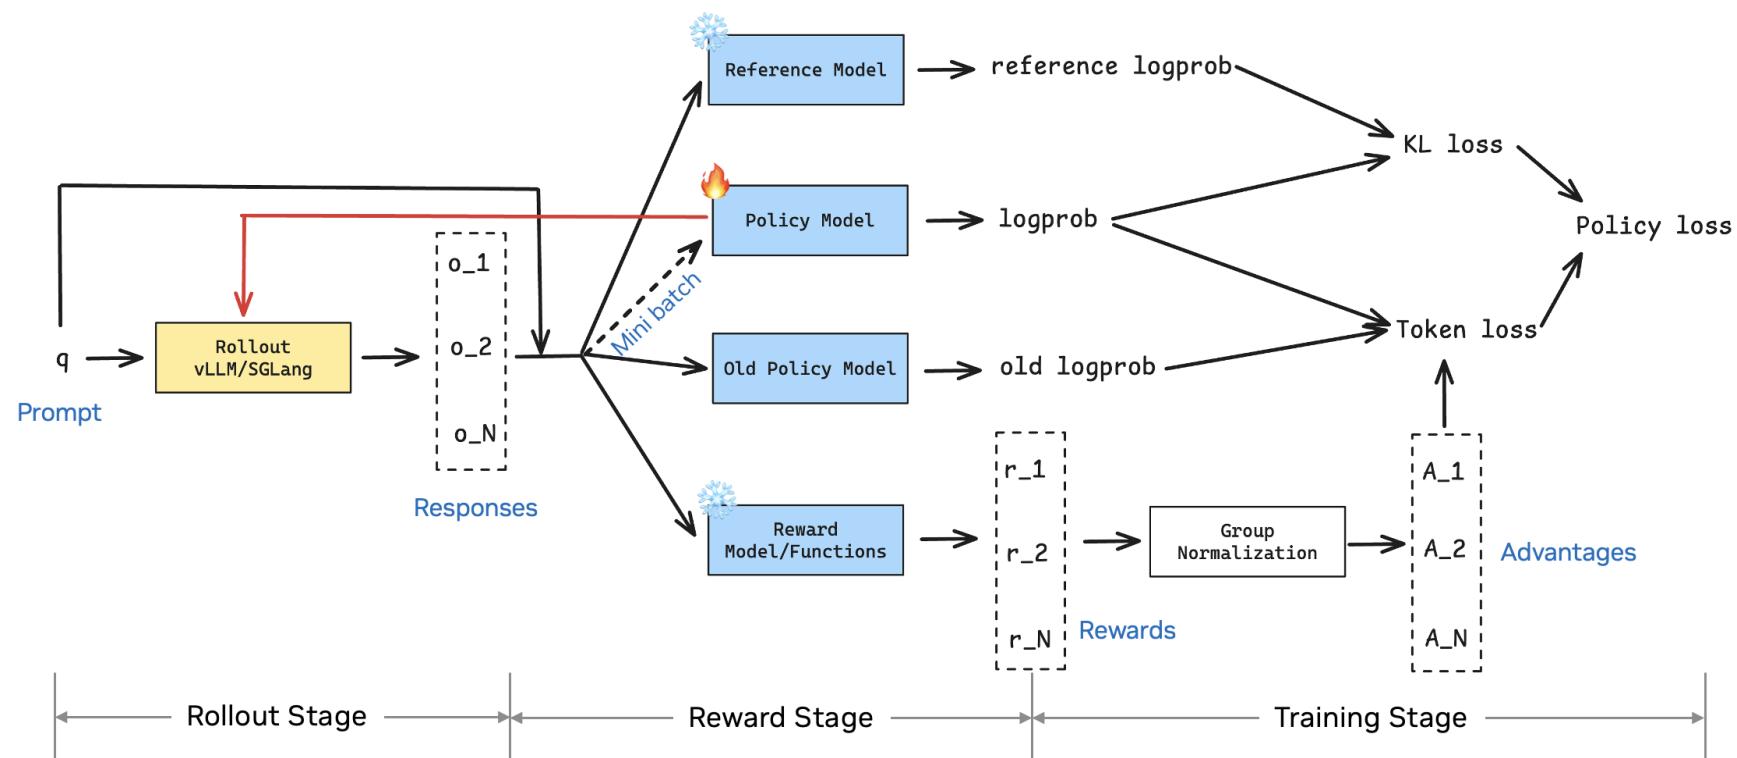 Reference Model
reference logprob
KL loss
Policy Model
logprob
Policy loss
o_1
o_2
o_N
Mini batch
q
Rollout
vLLM/SGLang
Prompt
Responses
Old Policy Model
old logprob
Token loss
Reward
Model/Functions
r_1
r_2
r_N
Rewards
Group
Normalization
A_1
A_2
A_N
Advantages
Rollout Stage
Reward Stage
Training Stage